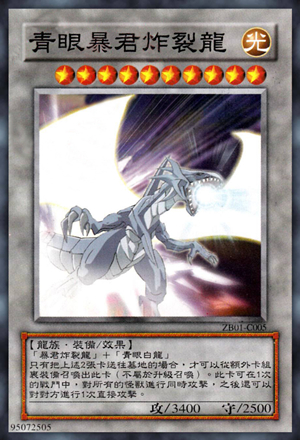 青眼暴君炸裂龍
光
ZB01-C005
【龍族・裝備/效果】
「暴君炸裂龍」+「青眼白龍」
只有把上述2張卡送往墓地的場合，才可以從額外卡組
裏裝備召喚出此卡（不屬於升級召喚）。此卡可在1次
的戰鬥中，對所有的怪獸進行同時攻擊，之後還可以
對對方進行1次直接攻擊。
攻/3400 守/2500
95072505